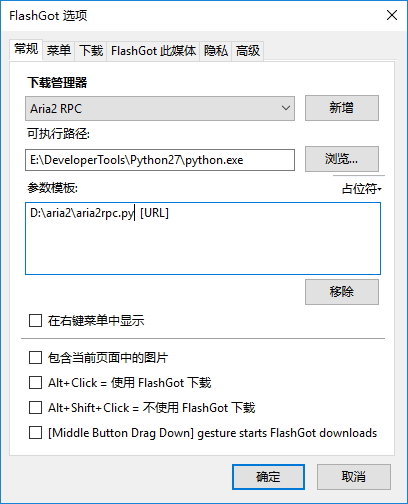 FlashGot 选项
常规 菜单 下载 FlashGot 此媒体 隐私 高级
下载管理器
Aria2 RPC 新增
可执行路径:
E:\DeveloperTools\Python27\python.exe 浏览...
参数模板: 占位符
D:\aria2\aria2rpc.py [URL]
移除
在右键菜单中显示
包含当前页面中的图片
Alt+Click = 使用 FlashGot 下载
Alt+Shift+Click = 不使用 FlashGot 下载
[Middle Button Drag Down] gesture starts FlashGot downloads
确定 取消